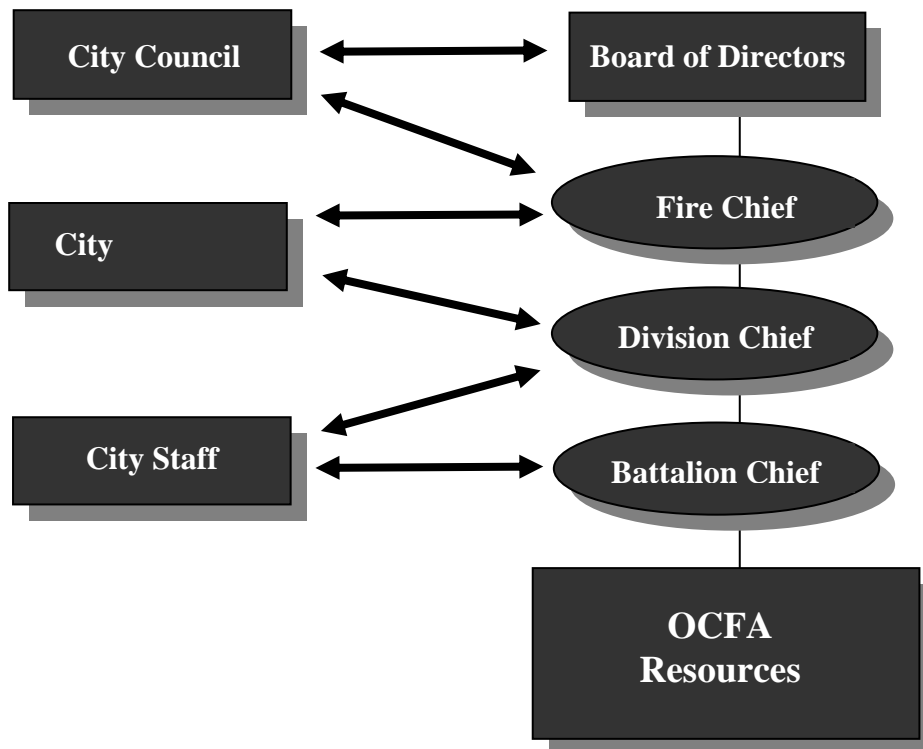 City Council
Board of Directors
Fire Chief
City
Division Chief
City Staff
Battalion Chief
OCFA
Resources